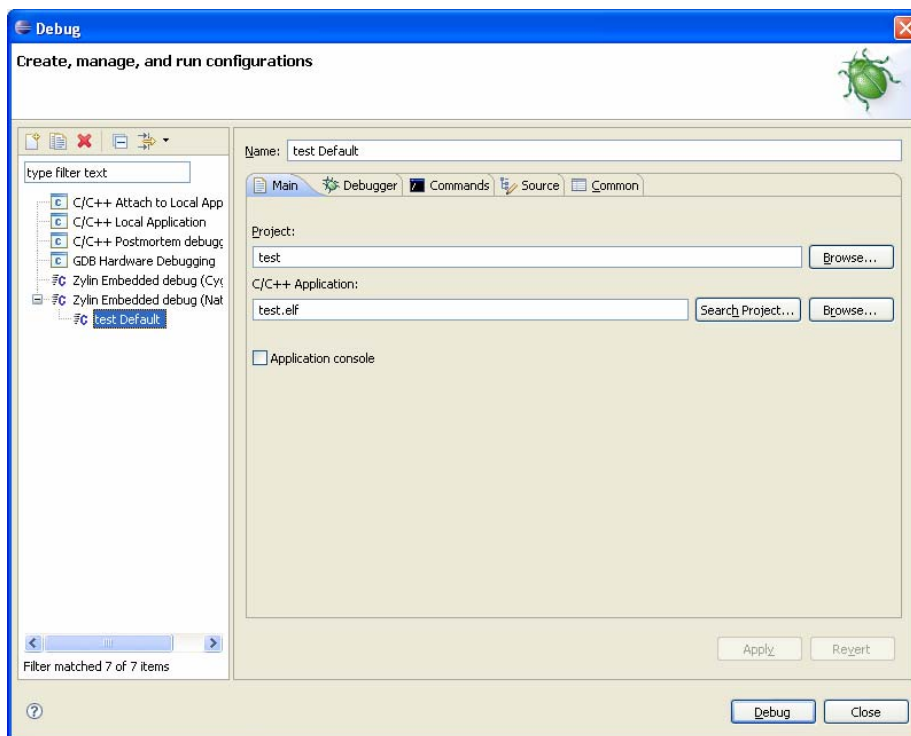 Debug
Create, manage, and run configurations
type filter text
C/C++ Attach to Local App
C/C++ Local Application
C/C++ Postmortem debugg
GDB Hardware Debugging
Zylin Embedded debug (Cyg
Zylin Embedded debug (Nat
test Default
Filter matched 7 of 7 items
Name: test Default
Main Debugger Commands Source Common
Project:
test Browse...
C/C++ Application:
test.elf Search Project... Browse...
Application console
Apply Revert
Debug Close